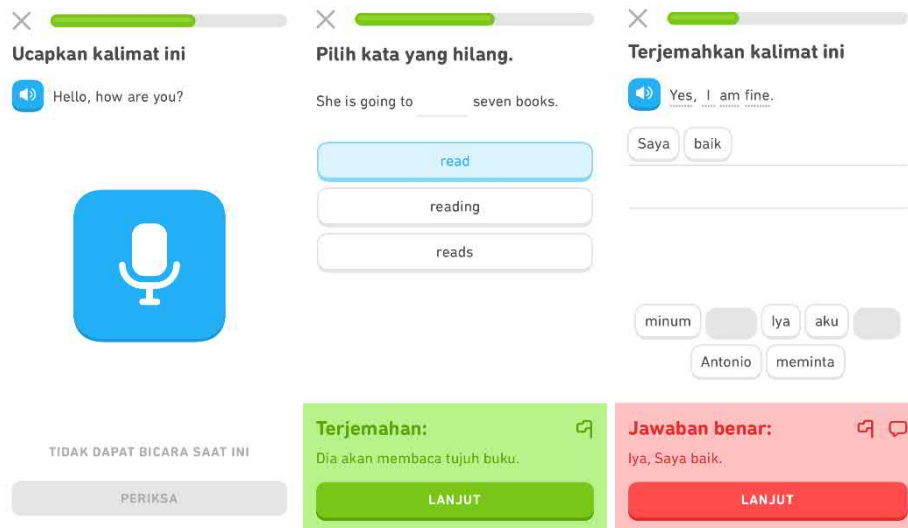 Ucapkan kalimat ini
Hello, how are you?
TIDAK DAPAT BICARA SAAT INI
PERIKSA
Pilih kata yang hilang.
She is going to ______ seven books.
read
reading
reads
Terjemahan:
Dia akan membaca tujuh buku.
LANJUT
Terjemahkan kalimat ini
Yes, I am fine.
Saya baik
minum Iya aku
Antonio meminta
Jawaban benar:
Iya, Saya baik.
LANJUT